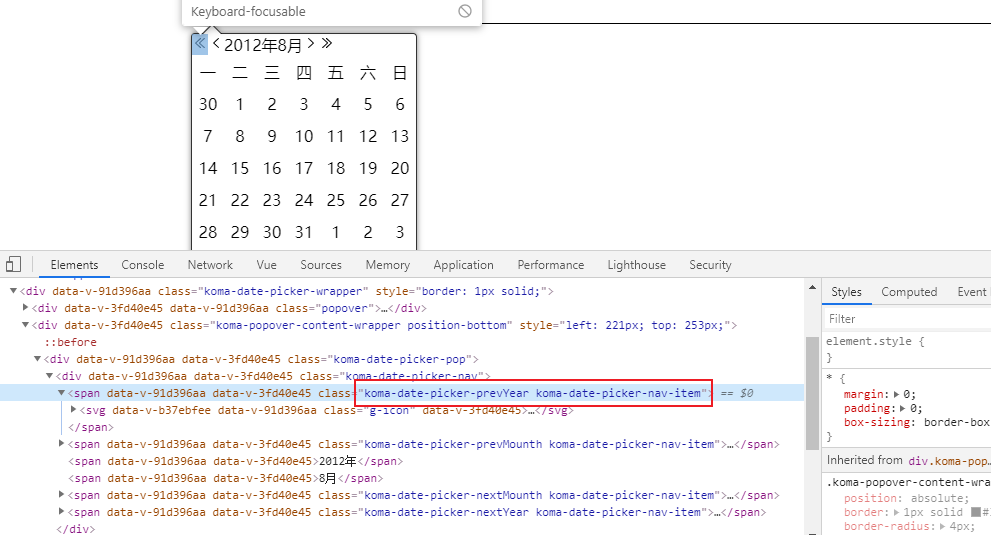 Keyboard-focusable
2012年8月
一 二 三 四 五 六 日
30 1 2 3 4 5 6
7 8 9 10 11 12 13
14 15 16 17 18 19 20
21 22 23 24 25 26 27
28 29 30 31 1 2 3
Elements Console Network Vue Sources Memory Application Performance Lighthouse Security
<div data-v-91d396aa class="koma-date-picker-wrapper" style="border: 1px solid;">
<div data-v-3fd40e45 data-v-91d396aa class="popover">…</div>
<div data-v-3fd40e45 class="koma-popover-content-wrapper position-bottom" style="left: 221px; top: 253px;">
::before
<div data-v-91d396aa data-v-3fd40e45 class="koma-date-picker-pop">
<div data-v-91d396aa data-v-3fd40e45 class="koma-date-picker-nav">
<span data-v-91d396aa data-v-3fd40e45 class="koma-date-picker-prevYear koma-date-picker-nav-item"> == $0
<svg data-v-b37ebfee data-v-91d396aa class="g-icon" data-v-3fd40e45>…</svg>
</span>
<span data-v-91d396aa data-v-3fd40e45 class="koma-date-picker-prevMounth koma-date-picker-nav-item">…</span>
<span data-v-91d396aa data-v-3fd40e45>2012年</span>
<span data-v-91d396aa data-v-3fd40e45>8月</span>
<span data-v-91d396aa data-v-3fd40e45 class="koma-date-picker-nextMounth koma-date-picker-nav-item">…</span>
<span data-v-91d396aa data-v-3fd40e45 class="koma-date-picker-nextYear koma-date-picker-nav-item">…</span>
</div>
Styles Computed Event
Filter
element.style {
}
* {
margin: 0;
padding: 0;
box-sizing: border-box
}
Inherited from div.koma-pop…
.koma-popover-content-wra
position: absolute;
border: 1px solid
border-radius: 4px;